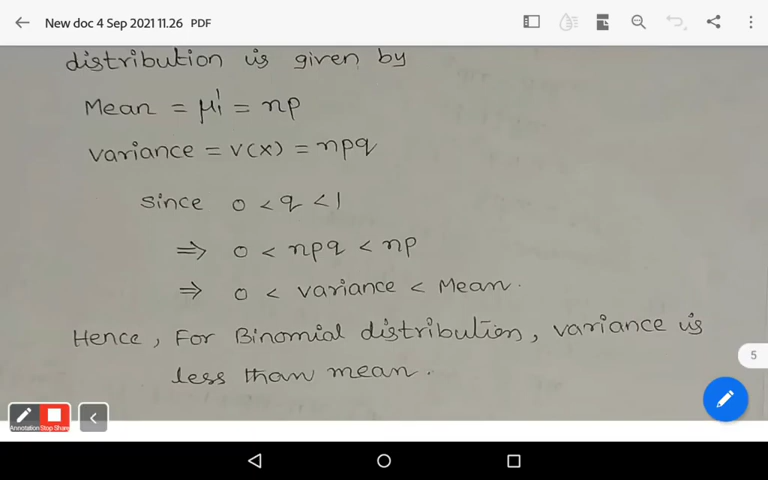 New doc 4 Sep 2021 11.26 PDF
distribution is given by
Mean = μ₁' = np
variance = V(X) = npq
since 0 < q < 1
⇒ 0 < npq < np
⇒ 0 < variance < Mean.
Hence, For Binomial distribution, variance is
5
less than mean.
Annotation Stop Share